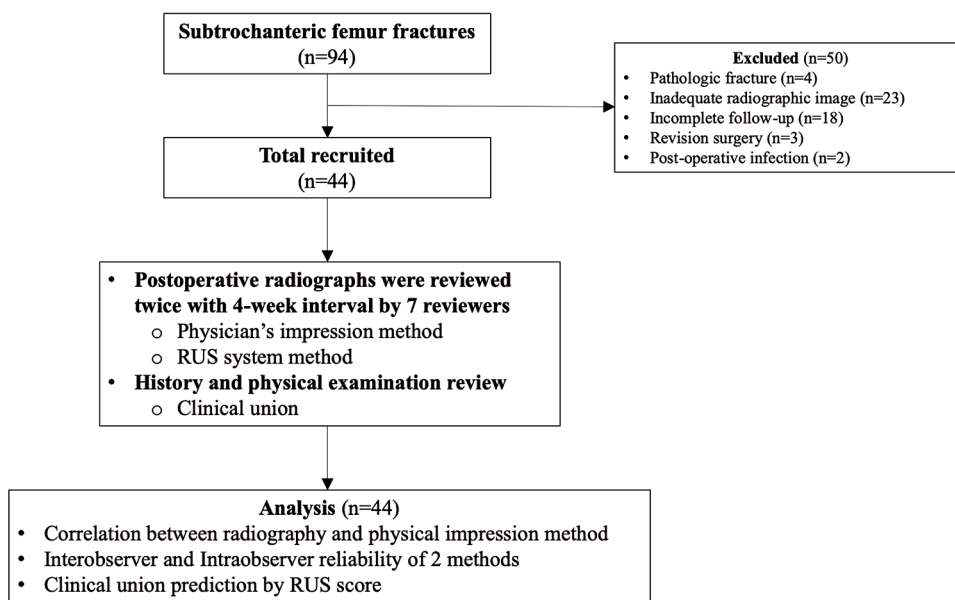 Subtrochanteric femur fractures
(n=94)
Excluded (n=50)
• Pathologic fracture (n=4)
• Inadequate radiographic image (n=23)
• Incomplete follow-up (n=18)
• Revision surgery (n=3)
• Post-operative infection (n=2)
Total recruited
(n=44)
• Postoperative radiographs were reviewed
twice with 4-week interval by 7 reviewers
o Physician's impression method
o RUS system method
• History and physical examination review
o Clinical union
Analysis (n=44)
• Correlation between radiography and physical impression method
• Interobserver and Intraobserver reliability of 2 methods
• Clinical union prediction by RUS score